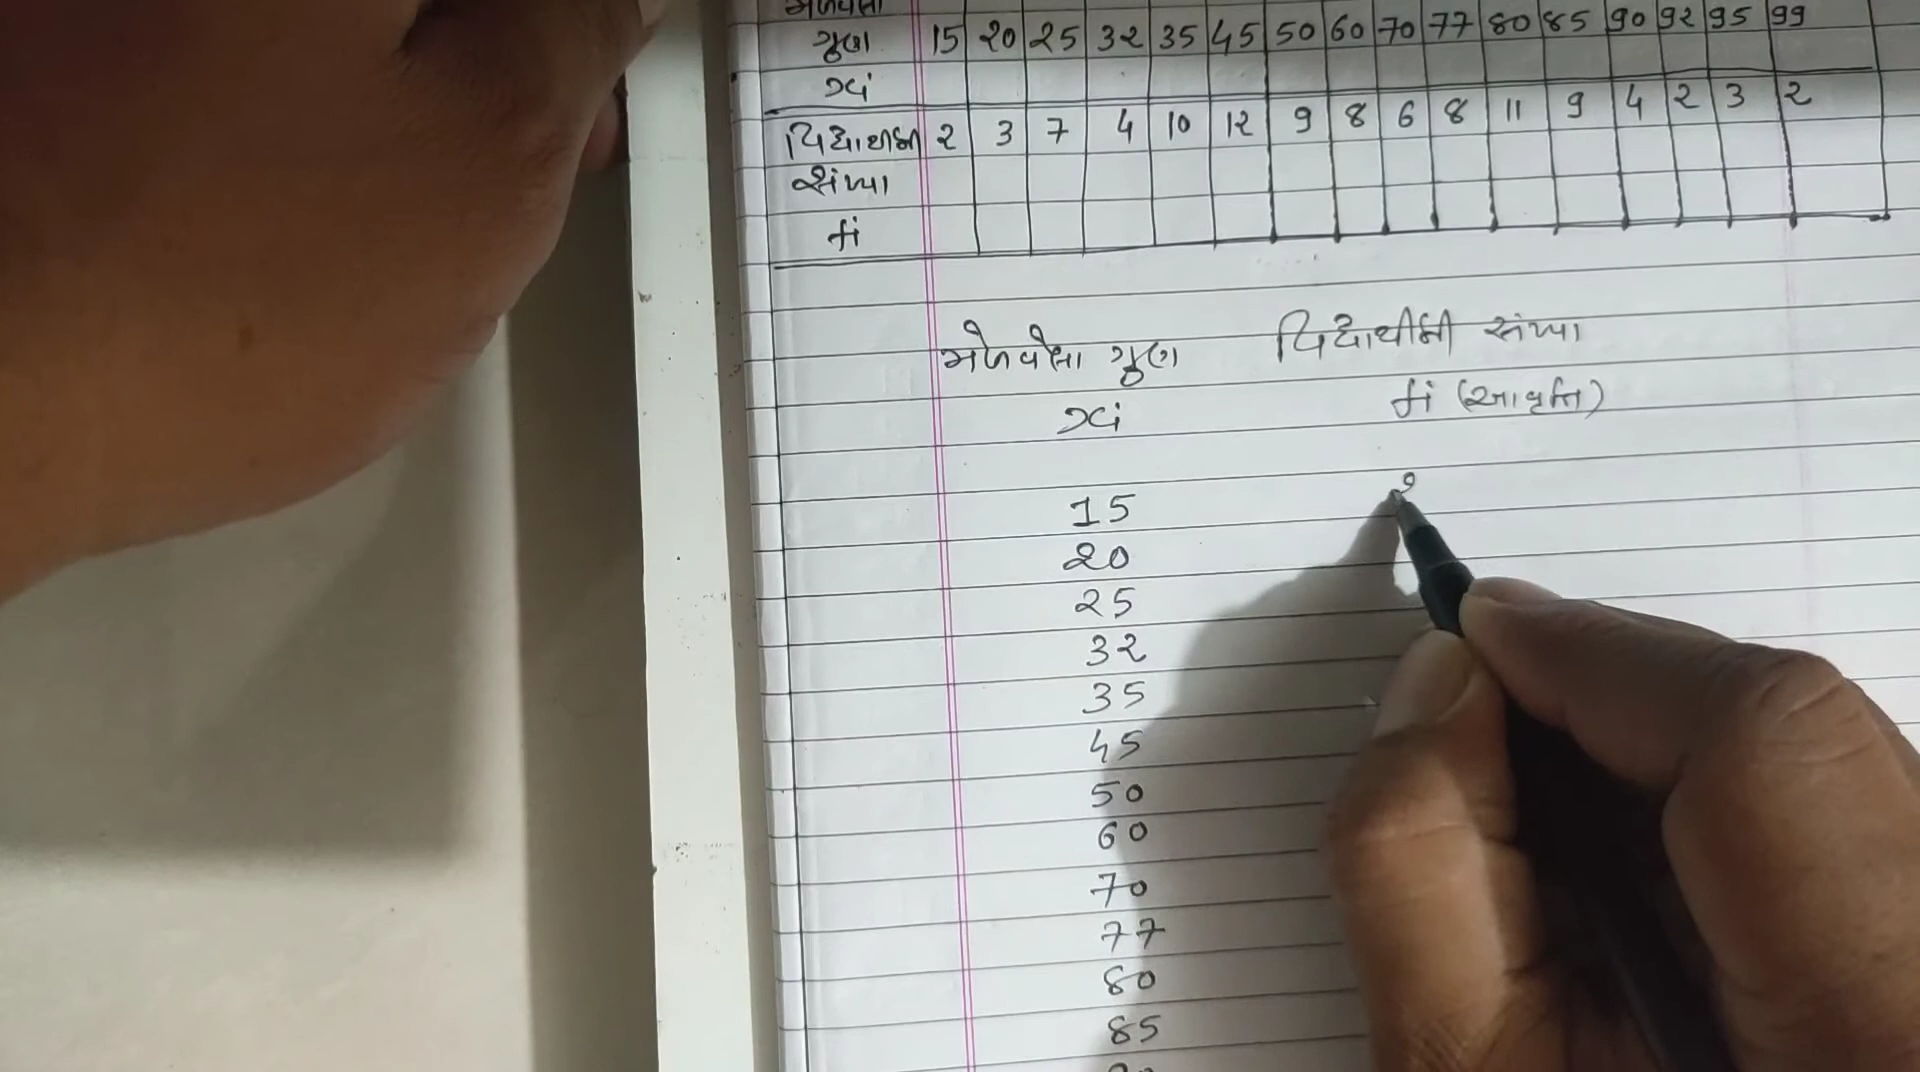 મેળવેલા
ગુણ 15 20 25 32 35 45 50 60 70 77 80 85 90 92 95 99
xi
વિદ્યાર્થીની 2 3 7 4 10 12 9 8 6 8 11 9 4 2 3 2
સંખ્યા
fi
મેળવેલા ગુણ વિદ્યાર્થીની સંખ્યા
xi fi (આવૃત્તિ)
15
20
25
32
35
45
50
60
70
77
80
85